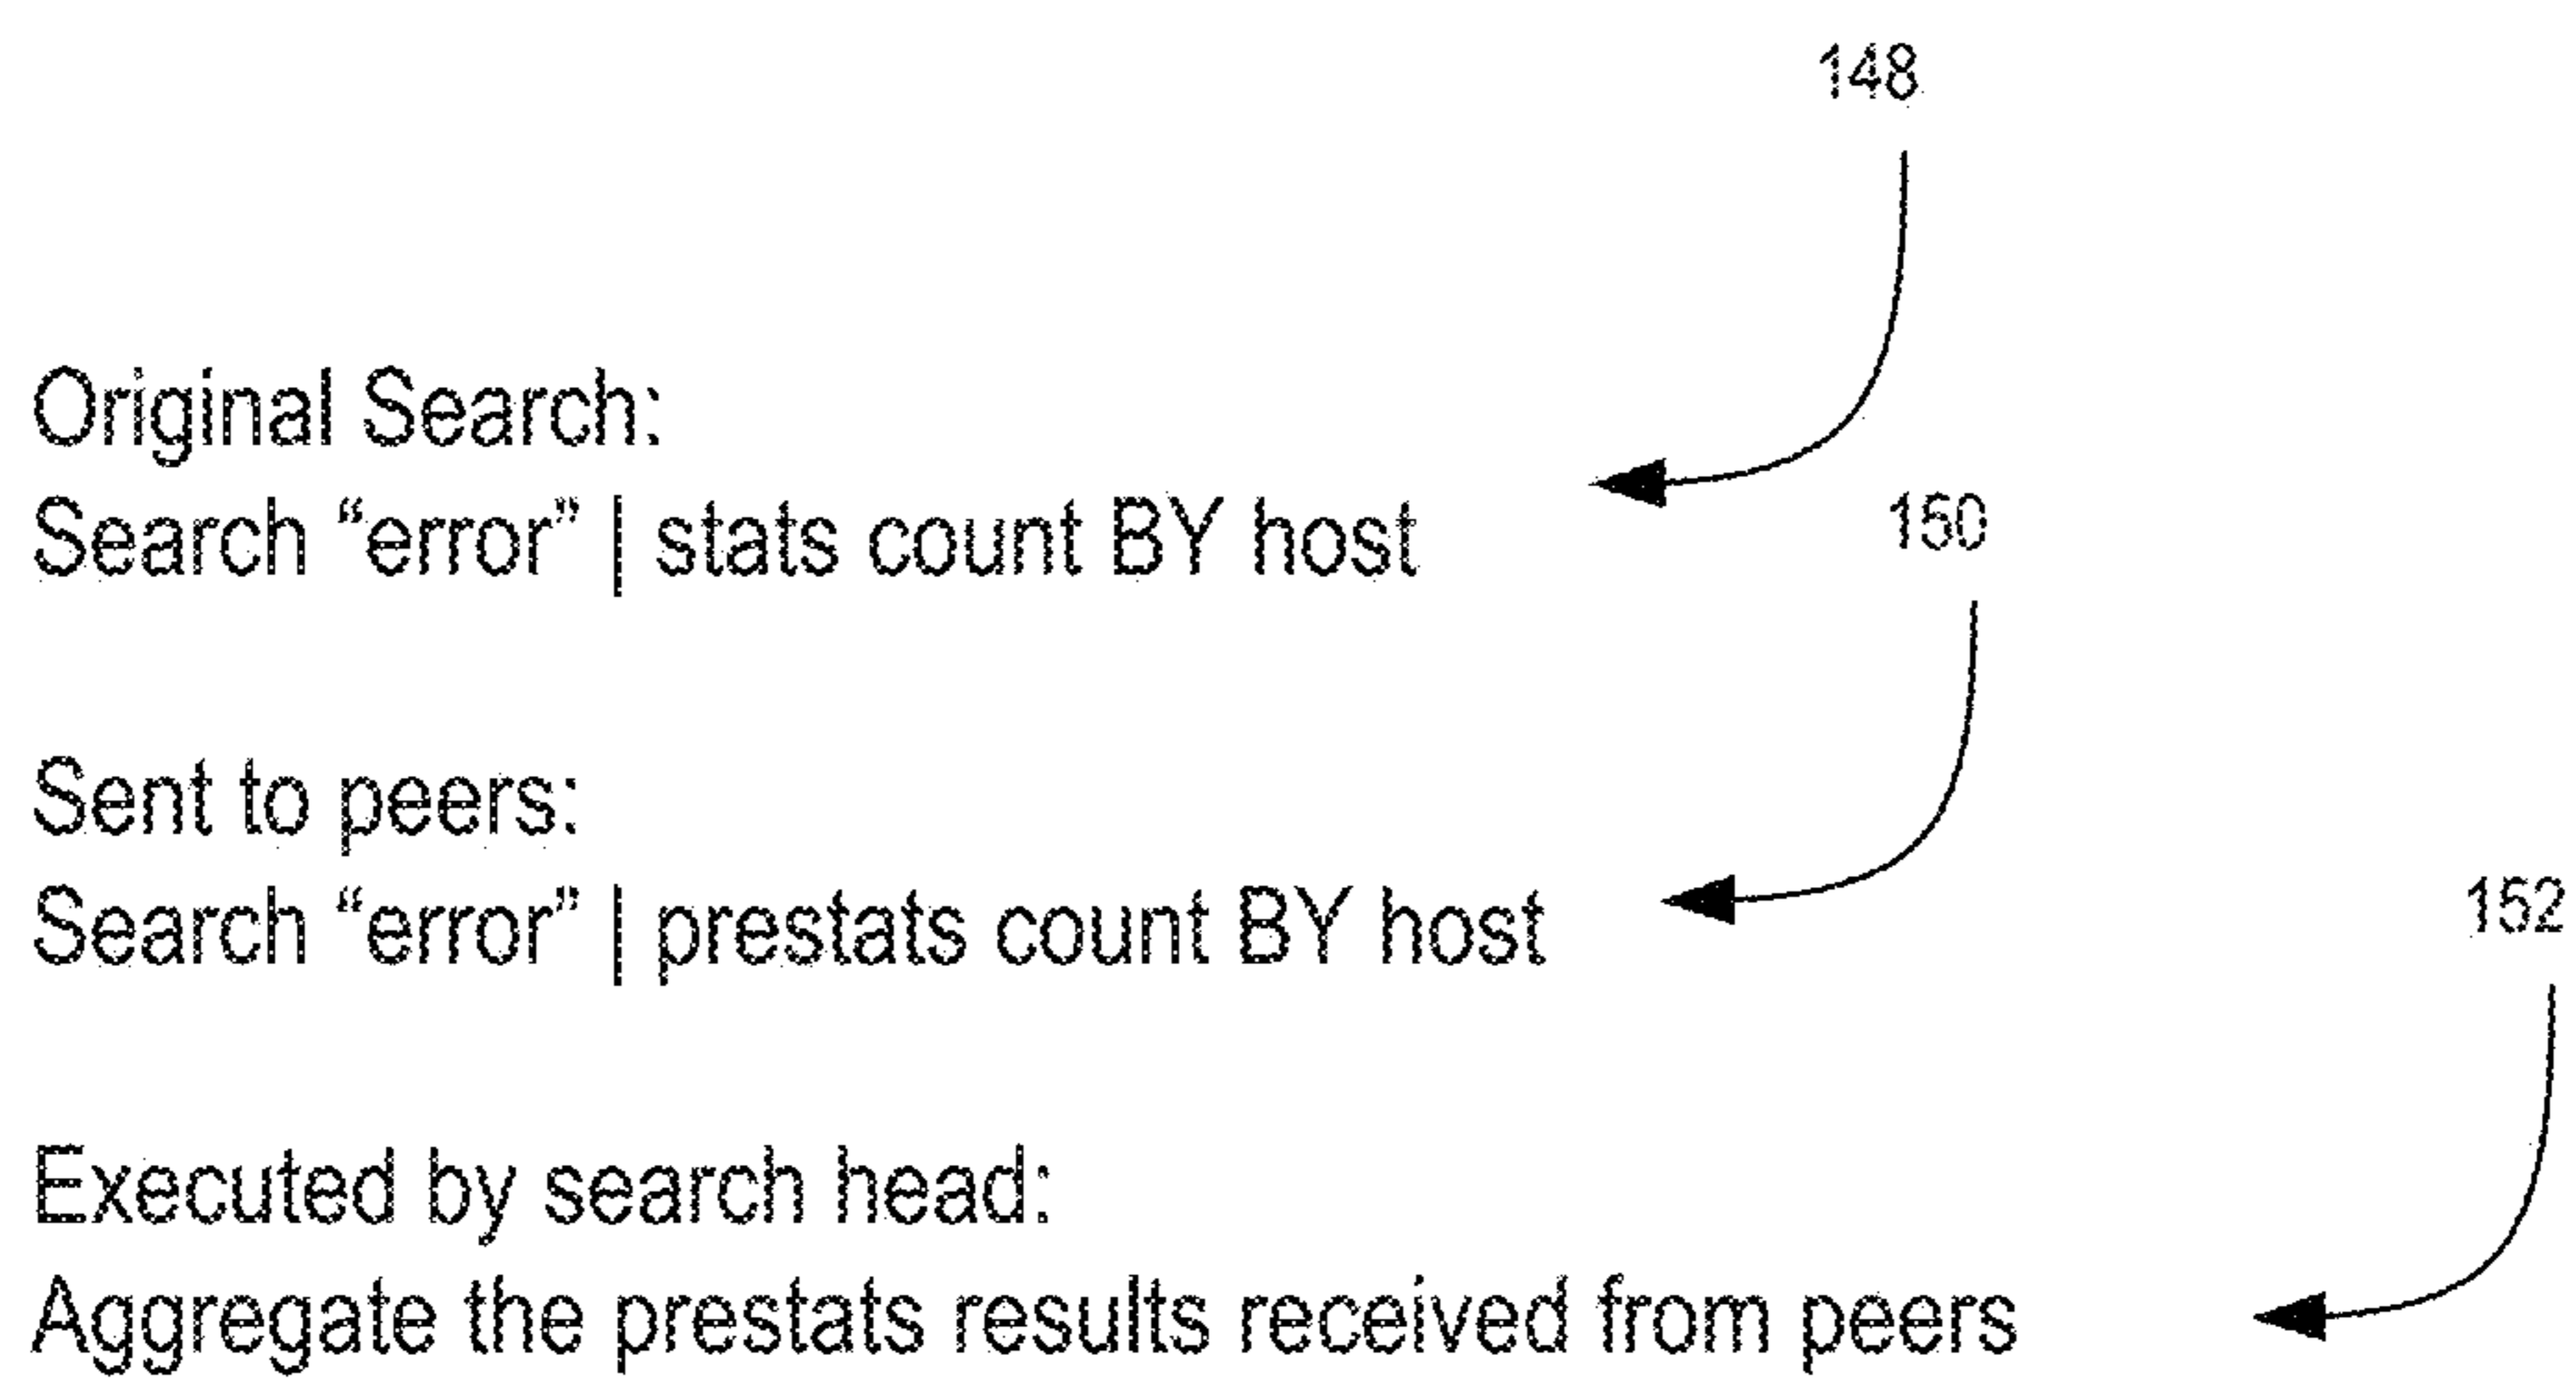 148
Original Search:
Search “error” | stats count BY host
150
Sent to peers:
Search “error” | prestats count BY host
152
Executed by search head:
Aggregate the prestats results received from peers